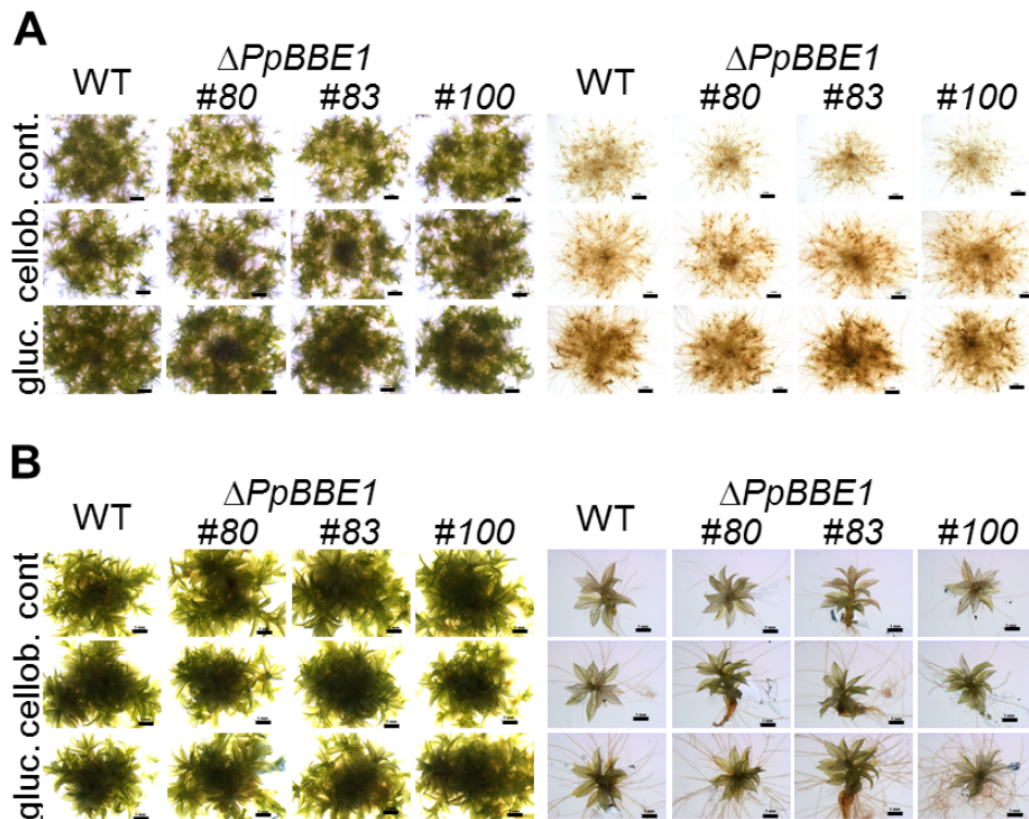 A
WT ΔPpBBE1 WT ΔPpBBE1
#80 #83 #100 #80 #83 #100
cont.
cellob.
gluc.
B
WT ΔPpBBE1 WT ΔPpBBE1
#80 #83 #100 #80 #83 #100
cont
cellob.
gluc.